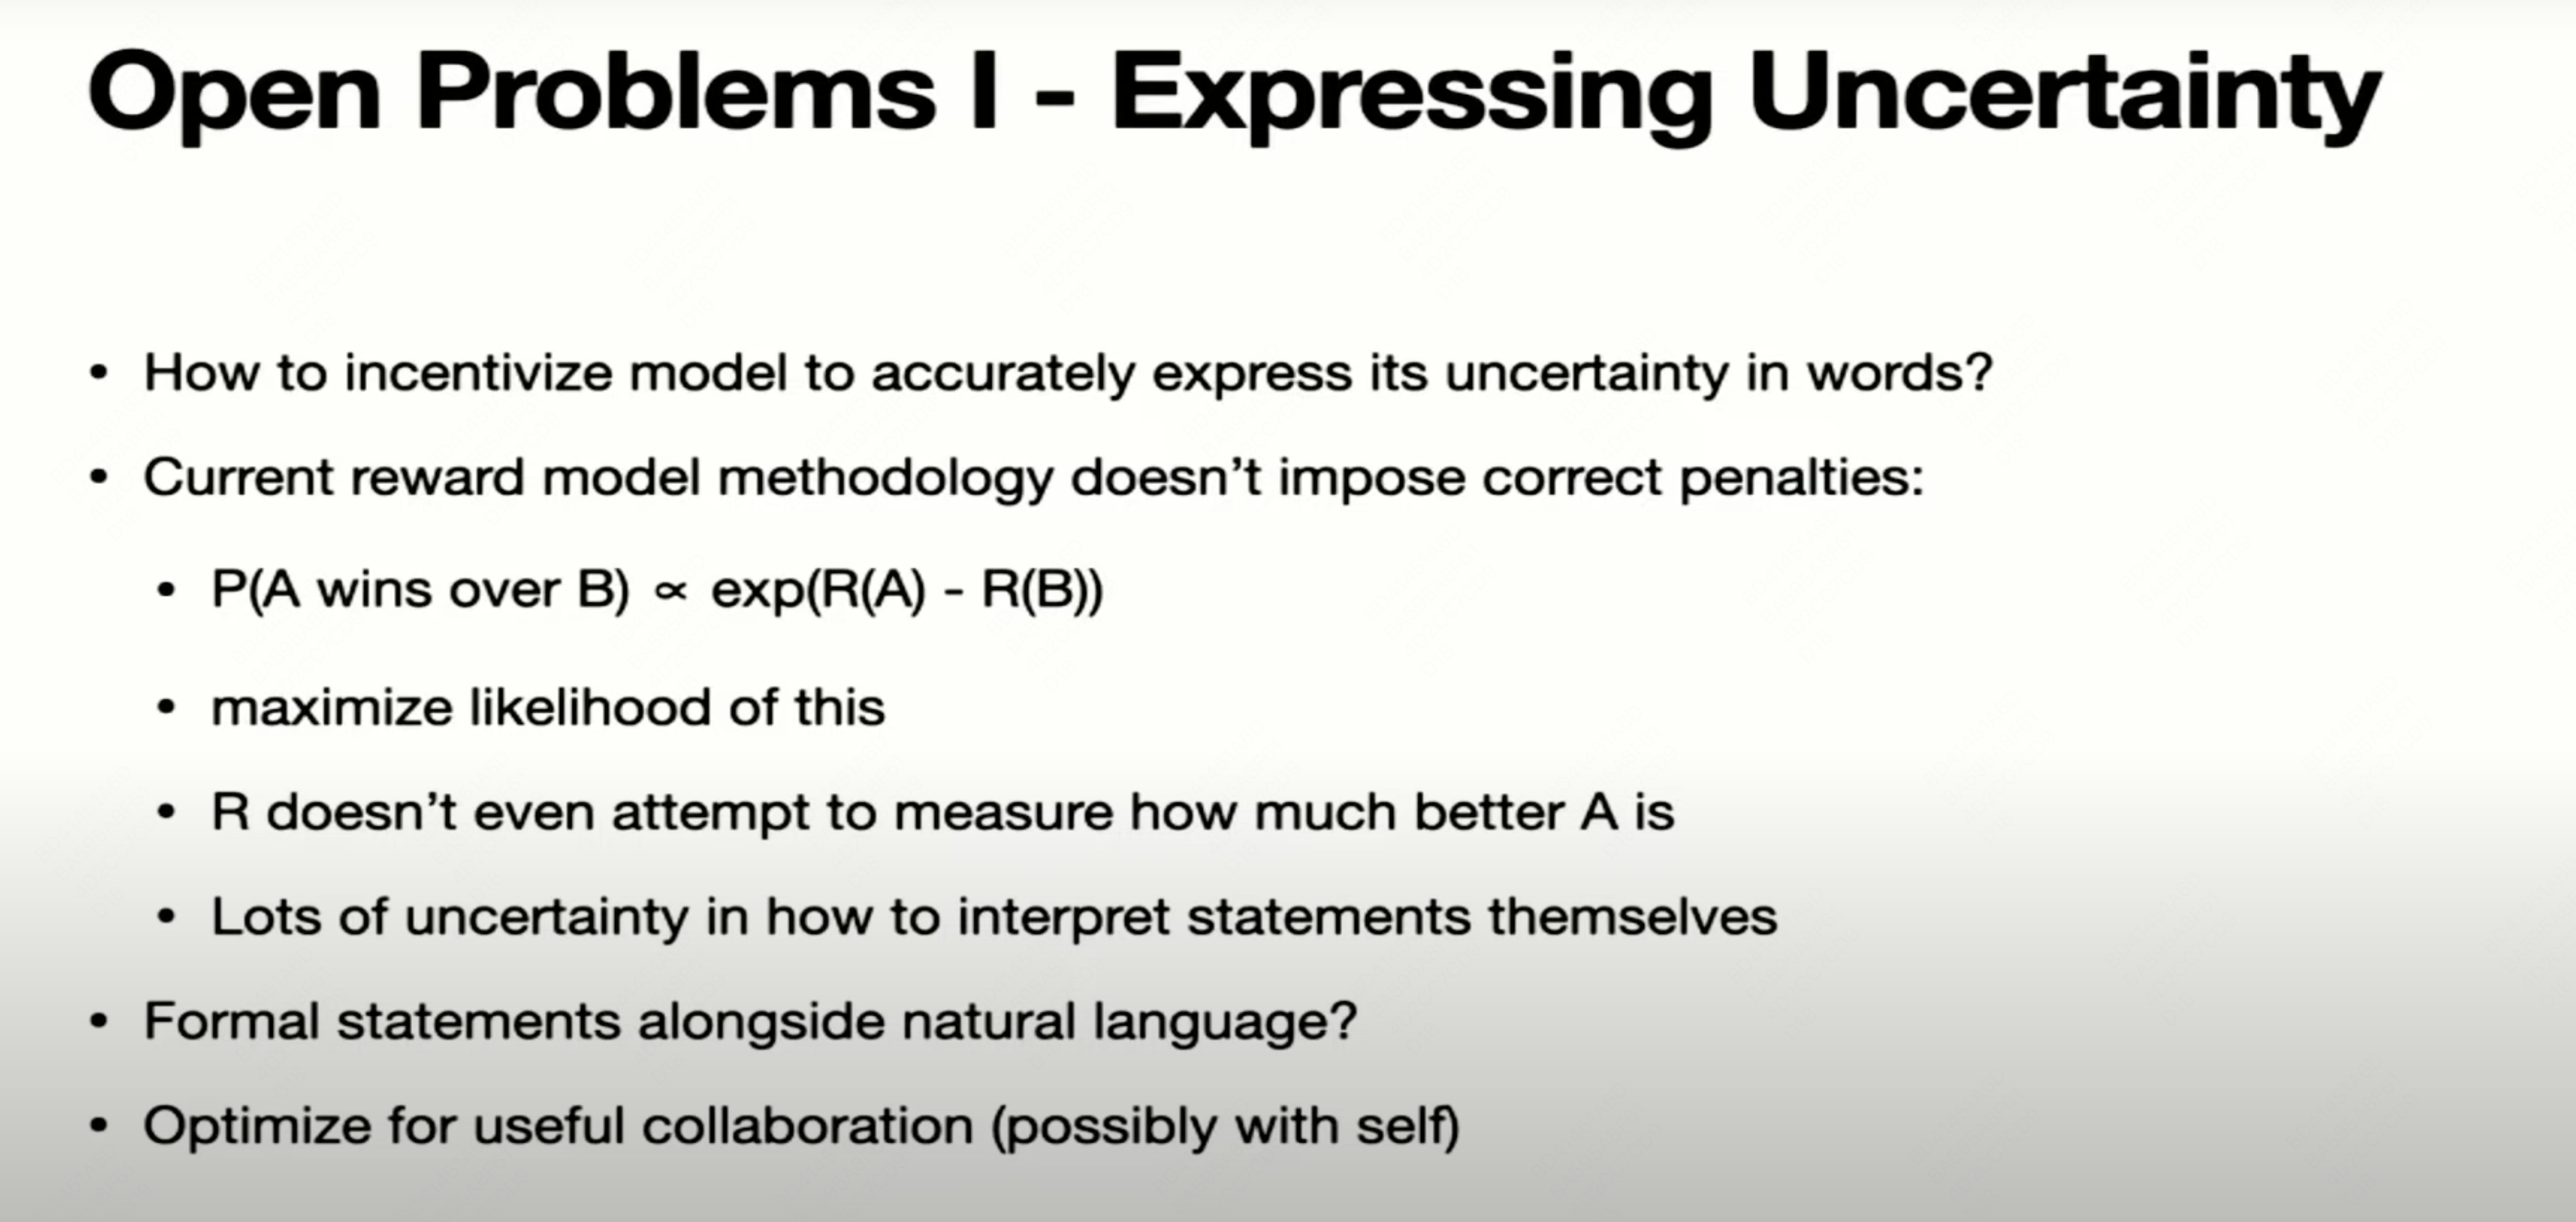 Open Problems I - Expressing Uncertainty
• How to incentivize model to accurately express its uncertainty in words?
• Current reward model methodology doesn’t impose correct penalties:
• P(A wins over B) ∝ exp(R(A) - R(B))
• maximize likelihood of this
• R doesn’t even attempt to measure how much better A is
• Lots of uncertainty in how to interpret statements themselves
• Formal statements alongside natural language?
• Optimize for useful collaboration (possibly with self)